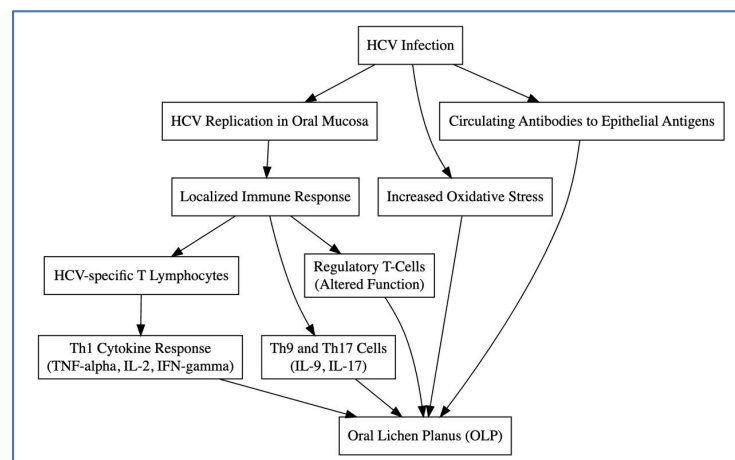 HCV Infection
HCV Replication in Oral Mucosa
Circulating Antibodies to Epithelial Antigens
Localized Immune Response
Increased Oxidative Stress
HCV-specific T Lymphocytes
Regulatory T-Cells
(Altered Function)
Th1 Cytokine Response
(TNF-alpha, IL-2, IFN-gamma)
Th9 and Th17 Cells
(IL-9, IL-17)
Oral Lichen Planus (OLP)